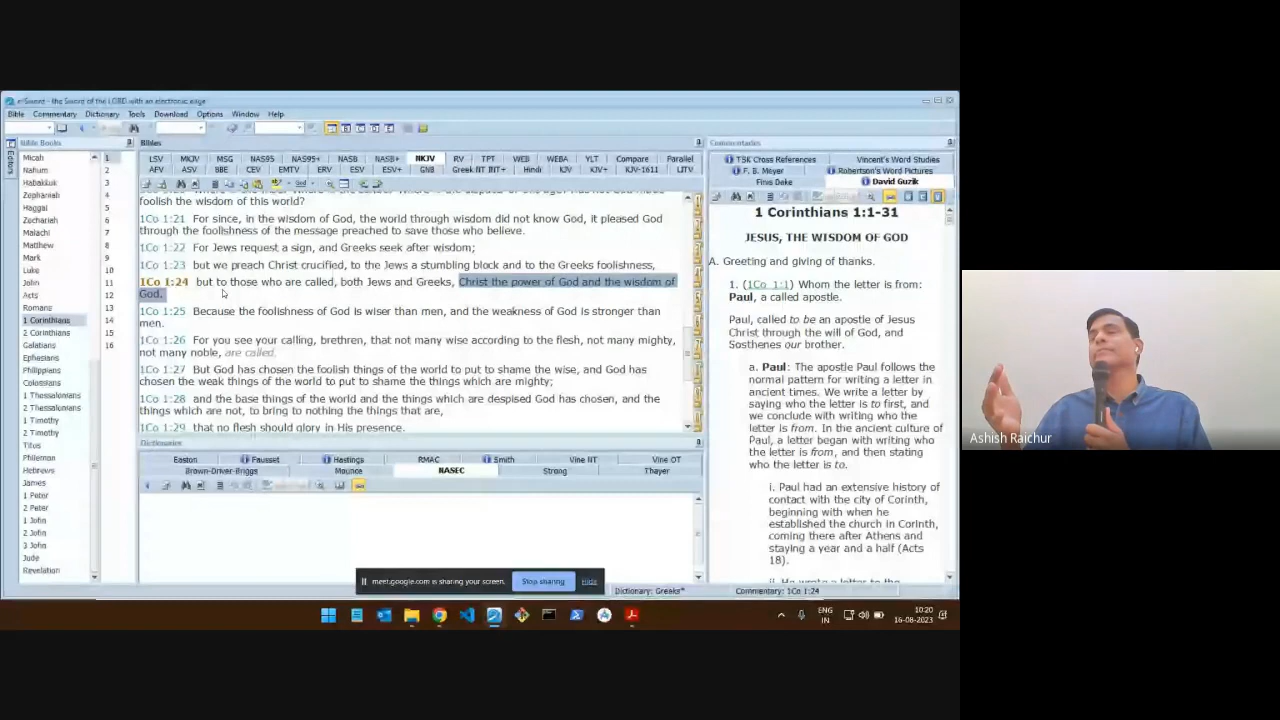 e-Sword - the Sword of the LORD with an electronic edge
Bible Commentary Dictionary Tools Download Options Window Help
Bible Books
Micah
Nahum
Habakkuk
Zephaniah
Haggai
Zechariah
Malachi
Matthew
Mark
Luke
John
Acts
Romans
1 Corinthians
2 Corinthians
Galatians
Ephesians
Philippians
Colossians
1 Thessalonians
2 Thessalonians
1 Timothy
2 Timothy
Titus
Philemon
Hebrews
James
1 Peter
2 Peter
1 John
2 John
3 John
Jude
Revelation
1
2
3
4
5
6
7
8
9
10
11
12
13
14
15
16
Editors
Bibles
LSV MKJV MSG NAS95 NAS95+ NASB NASB+ NKJV RV TPT WEB WEBA YLT Compare Parallel
AFV ASV BBE CEV EMTV ERV ESV ESV+ GNB Greek NT BIT+ Hindi KJV KJV+ KJV-1611 LITV
foolish the wisdom of this world?
1Co 1:21 For since, in the wisdom of God, the world through wisdom did not know God, it pleased God
through the foolishness of the message preached to save those who believe.
1Co 1:22 For Jews request a sign, and Greeks seek after wisdom;
1Co 1:23 but we preach Christ crucified, to the Jews a stumbling block and to the Greeks foolishness,
1Co 1:24 but to those who are called, both Jews and Greeks, Christ the power of God and the wisdom of
God.
1Co 1:25 Because the foolishness of God is wiser than men, and the weakness of God is stronger than
men.
1Co 1:26 For you see your calling, brethren, that not many wise according to the flesh, not many mighty,
not many noble, are called.
1Co 1:27 But God has chosen the foolish things of the world to put to shame the wise, and God has
chosen the weak things of the world to put to shame the things which are mighty;
1Co 1:28 and the base things of the world and the things which are despised God has chosen, and the
things which are not, to bring to nothing the things that are,
1Co 1:29 that no flesh should glory in His presence.
Dictionaries
Easton Fausset Hastings RMAC Smith Vine NT Vine OT
Brown-Driver-Briggs Mounce NASEC Strong Thayer
meet.google.com is sharing your screen. Stop sharing Hide
Dictionary: Greeks* Commentary: 1Co 1:24
Commentaries
TSK Cross References Vincent's Word Studies
F. B. Meyer Robertson's Word Pictures
Finis Dake David Guzik
1 Corinthians 1:1-31
JESUS, THE WISDOM OF GOD
A. Greeting and giving of thanks.
1. (1Co 1:1) Whom the letter is from:
Paul, a called apostle.
Paul, called to be an apostle of Jesus
Christ through the will of God, and
Sosthenes our brother.
a. Paul: The apostle Paul follows the
normal pattern for writing a letter in
ancient times. We write a letter by
saying who the letter is to first, and
we conclude with writing who the
letter is from. In the ancient culture of
Paul, a letter began with writing who
the letter is from, and then stating
who the letter is to.
i. Paul had an extensive history of
contact with the city of Corinth,
beginning with when he
established the church in Corinth,
coming there after Athens and
staying a year and a half (Acts
18).
ii. He wrote a letter to the
ENG
IN
10:20
16-08-2023
Ashish Raichur